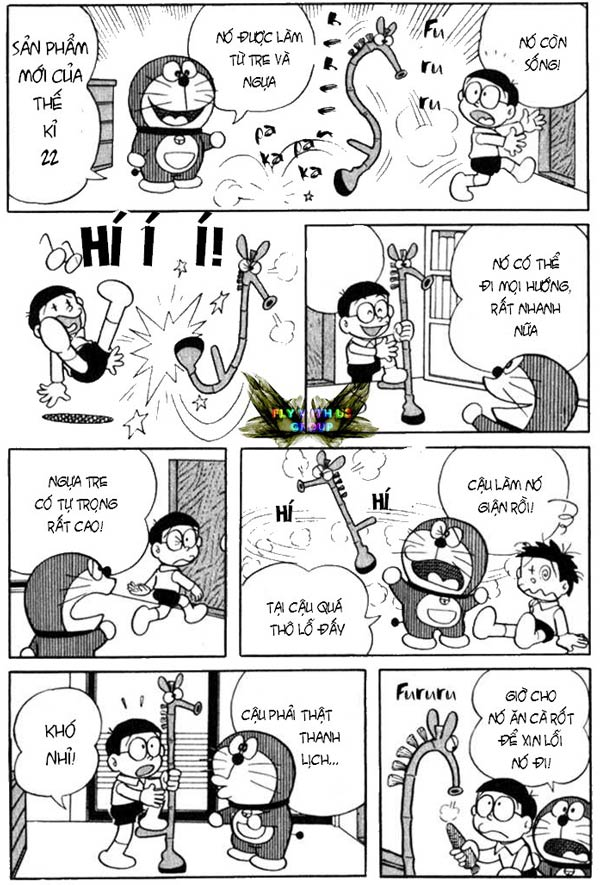 SẢN PHẨM
MỚI CỦA
THẾ
KỈ
22
NÓ ĐƯỢC LÀM
TỪ TRE VÀ
NGỰA
pa
ka
pa
ka
Fu
ru
ru
NÓ CÒN
SỐNG!
HÍ Í Í!
NÓ CÓ THỂ
ĐI MỌI HƯỚNG,
RẤT NHANH
NỮA
FLY WITH US
GROUP
NGỰA TRE
CÓ TỰ TRỌNG
RẤT CAO!
HÍ
HÍ
CẬU LÀM NÓ
GIẬN RỒI!
TẠI CẬU QUÁ
THÔ LỖ ĐẤY
KHÓ
NHỈ!
CẬU PHẢI THẬT
THANH
LỊCH...
Fururu
GIỜ CHO
NÓ ĂN CÀ RỐT
ĐỂ XIN LỖI
NÓ ĐI!